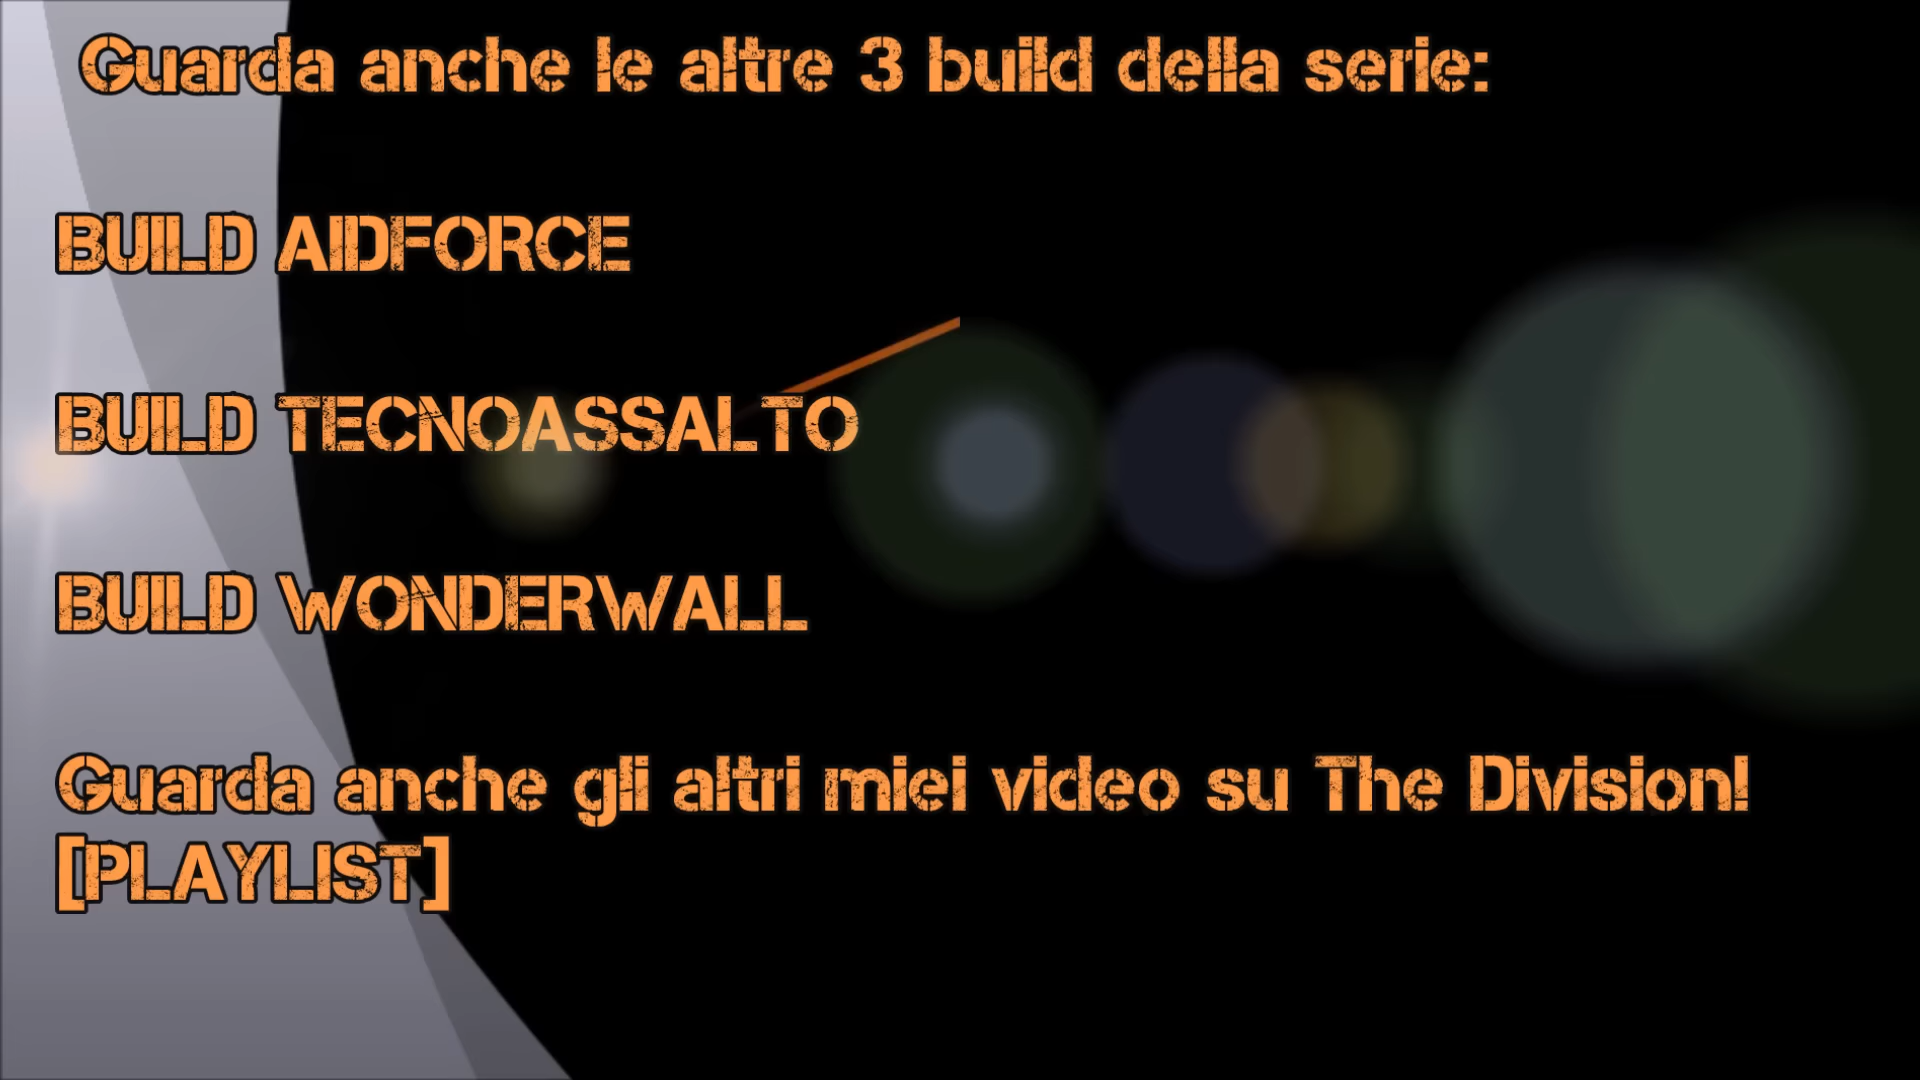 Guarda anche le altre 3 build della serie:
BUILD AIDFORCE
BUILD TECNOASSALTO
BUILD WONDERWALL
Guarda anche gli altri miei video su The Division!
[PLAYLIST]